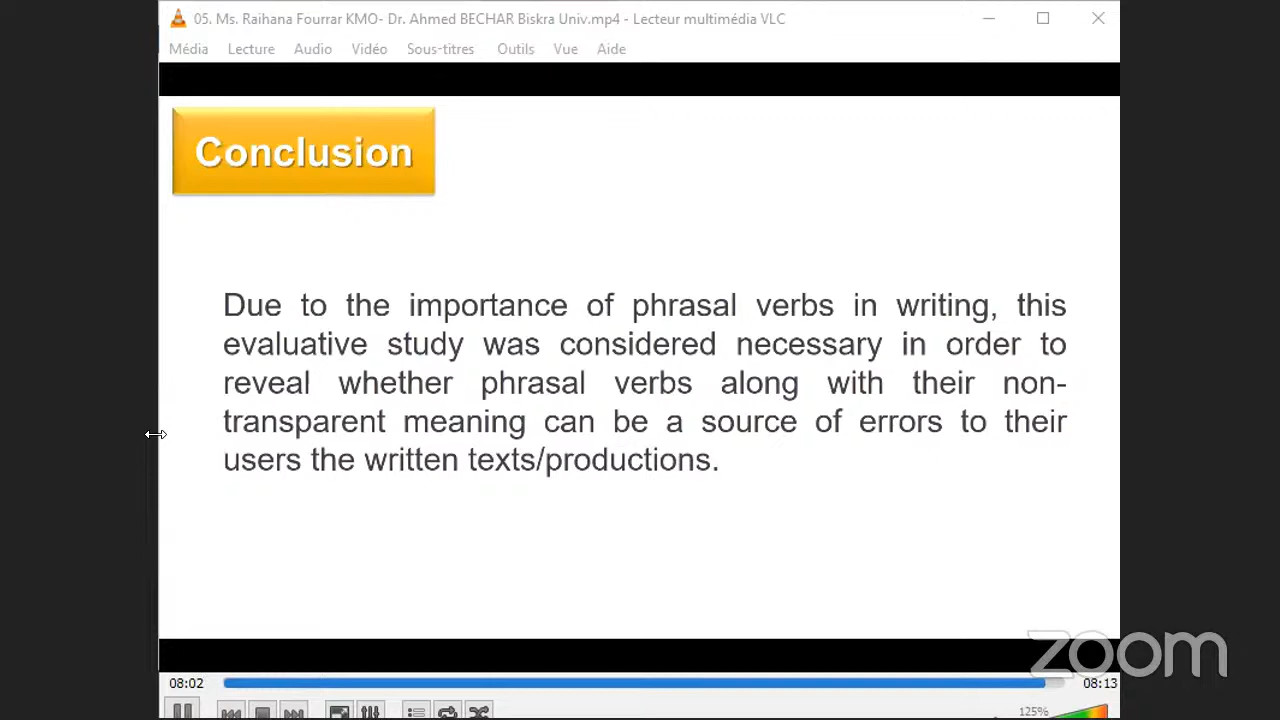 05. Ms. Raihana Fourrar KMO- Dr. Ahmed BECHAR Biskra Univ.mp4 - Lecteur multimédia VLC
Média Lecture Audio Vidéo Sous-titres Outils Vue Aide
Conclusion
Due to the importance of phrasal verbs in writing, this
evaluative study was considered necessary in order to
reveal whether phrasal verbs along with their non-
transparent meaning can be a source of errors to their
users the written texts/productions.
zoom
08:02 08:13
125%